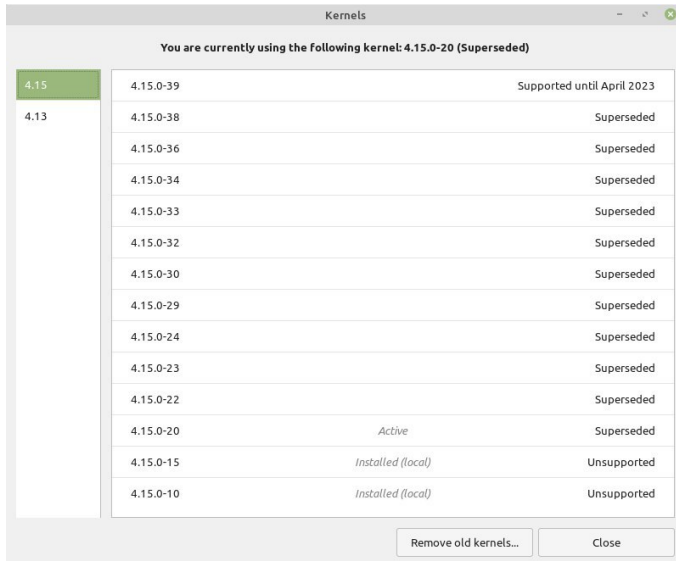 Kernels
You are currently using the following kernel: 4.15.0-20 (Superseded)
4.15
4.13
4.15.0-39 Supported until April 2023
4.15.0-38 Superseded
4.15.0-36 Superseded
4.15.0-34 Superseded
4.15.0-33 Superseded
4.15.0-32 Superseded
4.15.0-30 Superseded
4.15.0-29 Superseded
4.15.0-24 Superseded
4.15.0-23 Superseded
4.15.0-22 Superseded
4.15.0-20 Active Superseded
4.15.0-15 Installed (local) Unsupported
4.15.0-10 Installed (local) Unsupported
Remove old kernels... Close